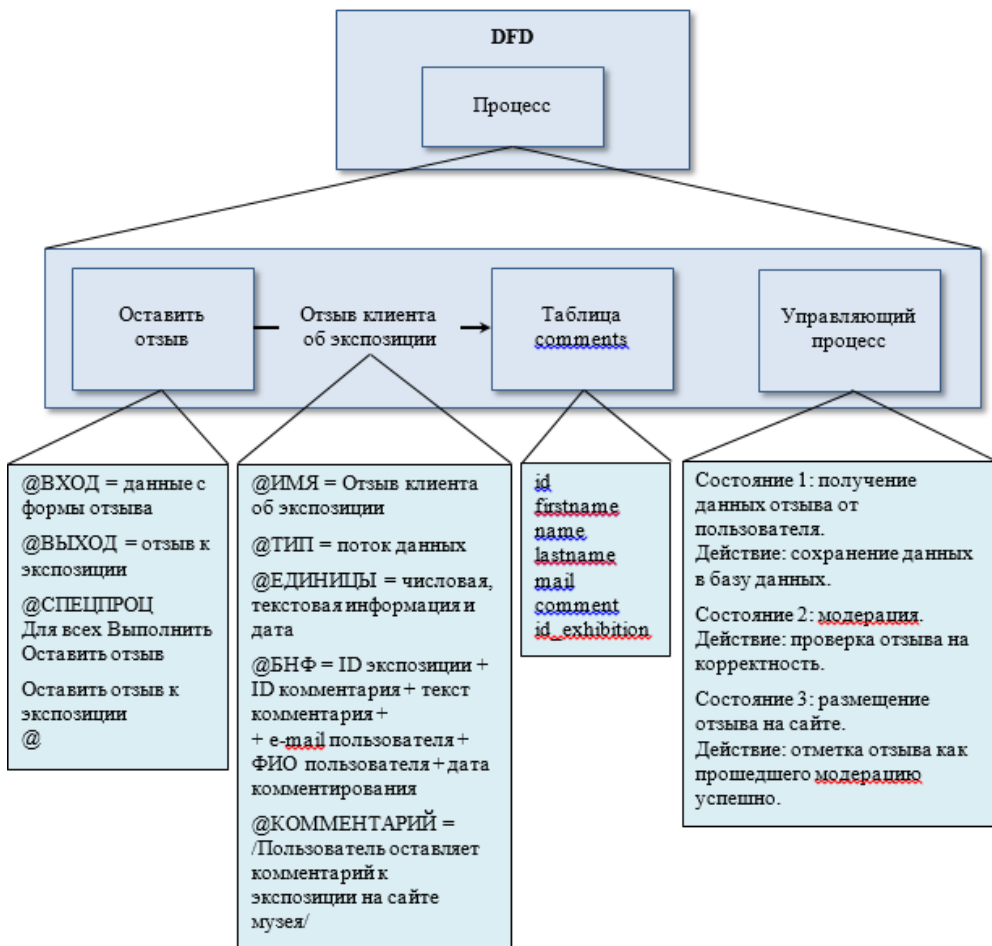 DFD
Процесс
Оставить
отзыв
Отзыв клиента
об экспозиции
Таблица
comments
Управляющий
процесс
@ВХОД = данные с
формы отзыва
@ВЫХОД = отзыв к
экспозиции
@СПЕЦПРОЦ
Для всех Выполнить
Оставить отзыв
Оставить отзыв к
экспозиции
@
@ИМЯ = Отзыв клиента
об экспозиции
@ТИП = поток данных
@ЕДИНИЦЫ = числовая,
текстовая информация и
дата
@БНФ = ID экспозиции +
ID комментария + текст
комментария +
+ e-mail пользователя +
ФИО пользователя + дата
комментирования
@КОММЕНТАРИЙ =
/Пользователь оставляет
комментарий к
экспозиции на сайте
музея/
id
firstname
name
lastname
mail
comment
id_exhibition
Состояние 1: получение
данных отзыва от
пользователя.
Действие: сохранение данных
в базу данных.
Состояние 2: модерация.
Действие: проверка отзыва на
корректность.
Состояние 3: размещение
отзыва на сайте.
Действие: отметка отзыва как
прошедшего модерацию
успешно.